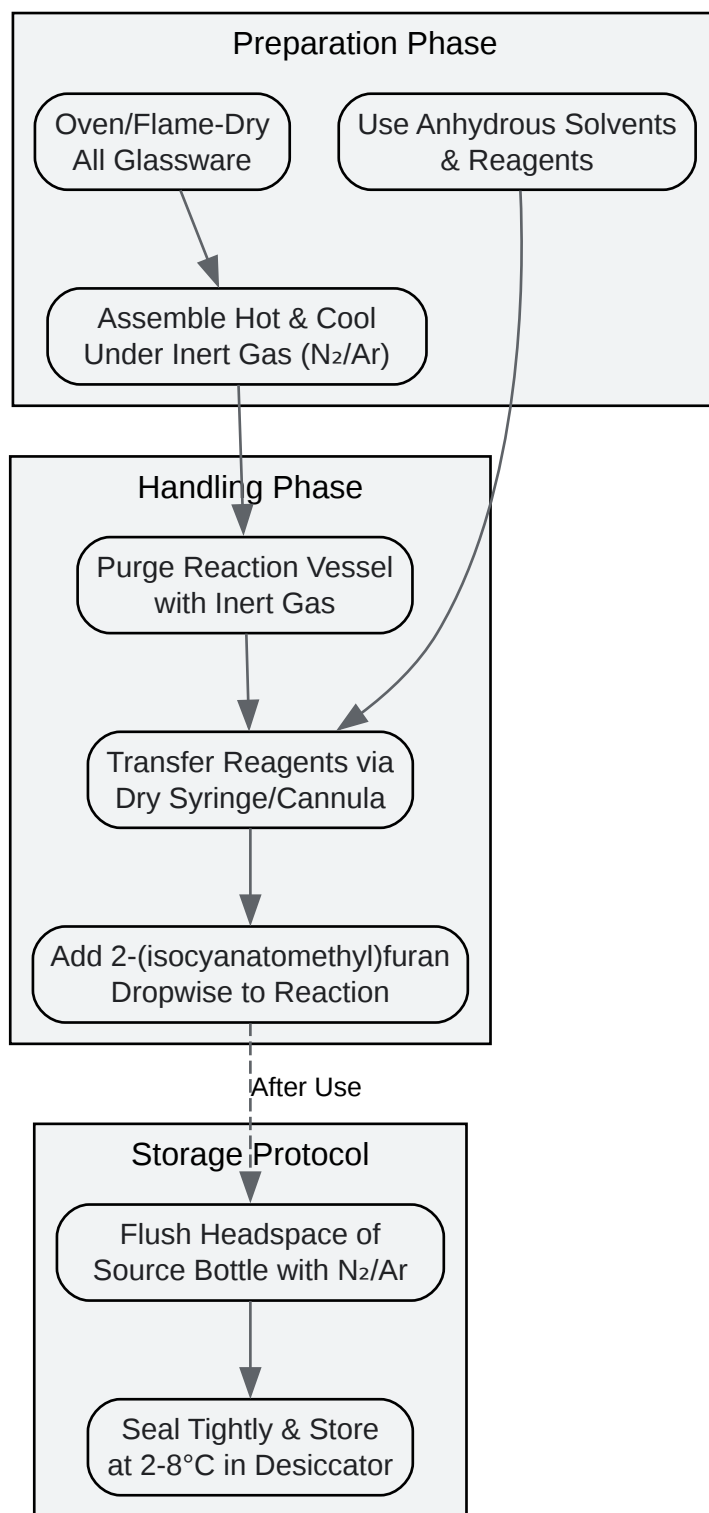 Preparation Phase
Oven/Flame-Dry
All Glassware
Use Anhydrous Solvents
& Reagents
Assemble Hot & Cool
Under Inert Gas (N₂/Ar)
Handling Phase
Purge Reaction Vessel
with Inert Gas
Transfer Reagents via
Dry Syringe/Cannula
Add 2-(isocyanatomethyl)furan
Dropwise to Reaction
After Use
Storage Protocol
Flush Headspace of
Source Bottle with N₂/Ar
Seal Tightly & Store
at 2-8°C in Desiccator